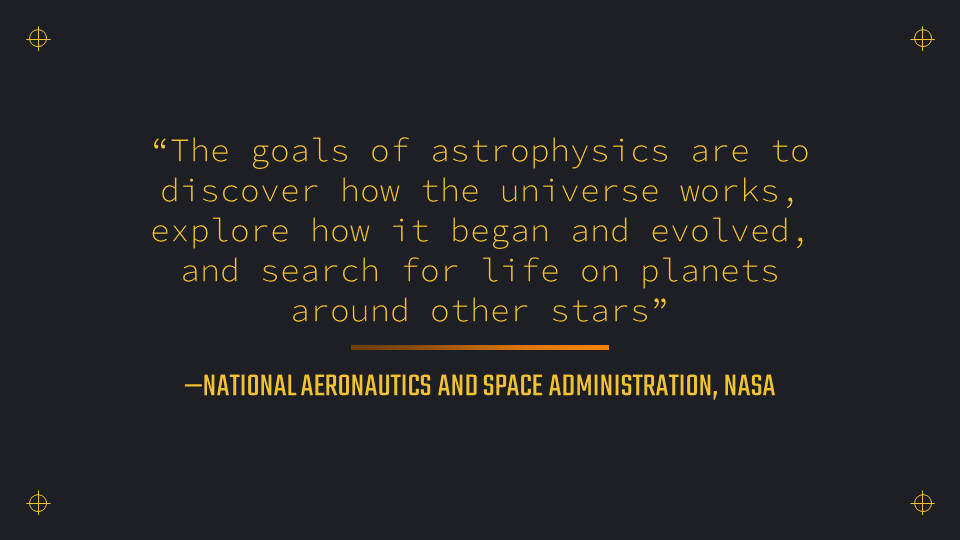 “The goals of astrophysics are to
discover how the universe works,
explore how it began and evolved,
and search for life on planets
around other stars”
—NATIONAL AERONAUTICS AND SPACE ADMINISTRATION, NASA